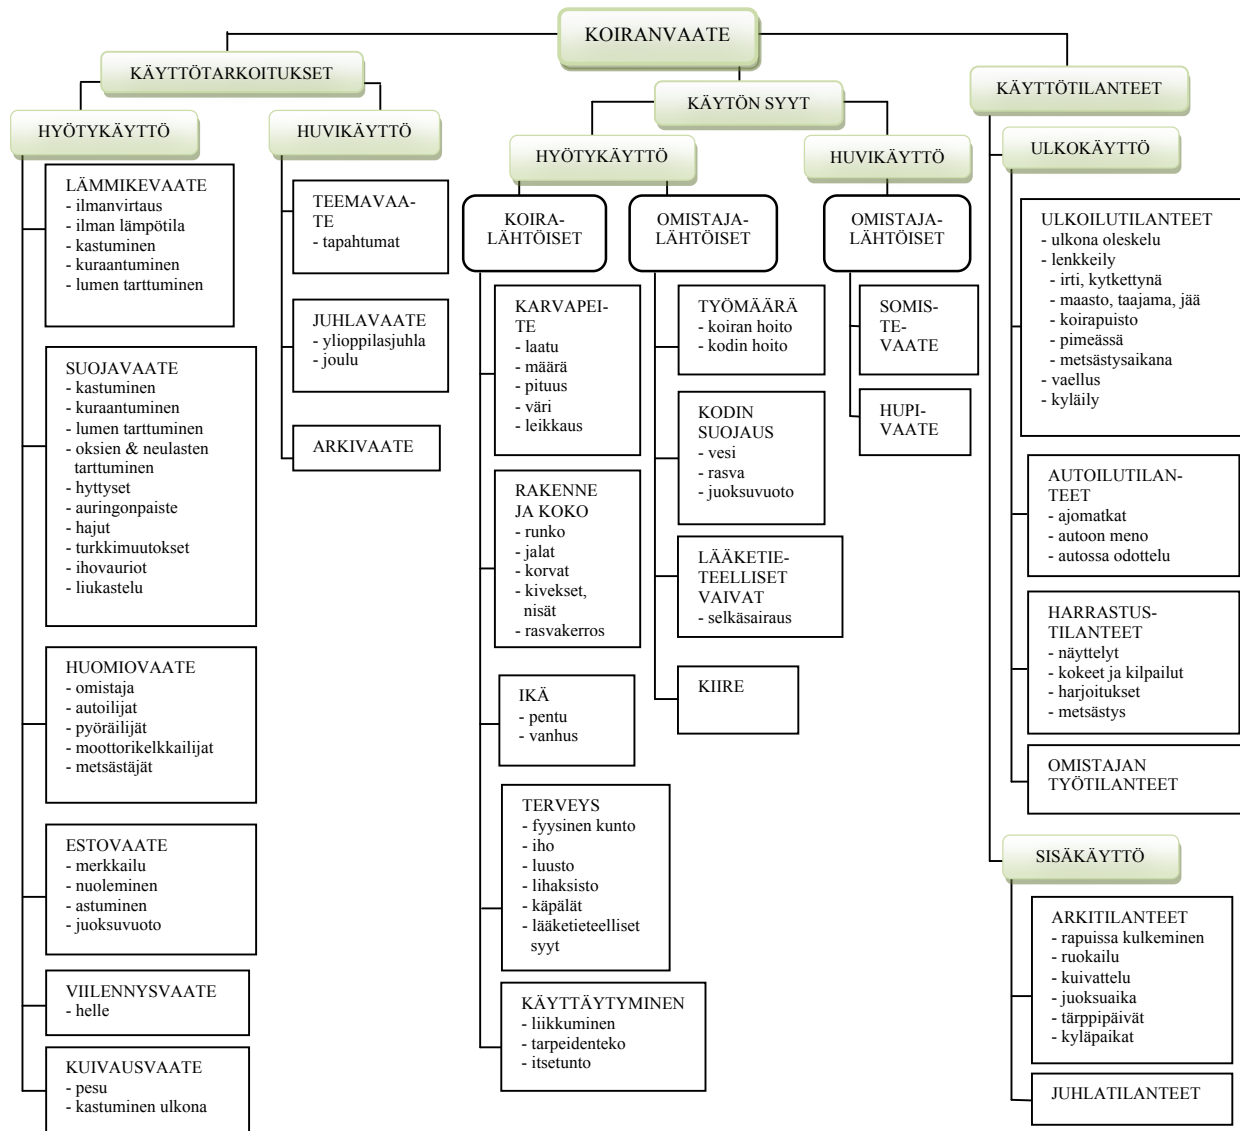 KOIRANVAATE
KÄYTTÖTARKOITUKSET
HYÖTYKÄYTTÖ
LÄMMIKEVAATE
- ilmanvirtaus
- ilman lämpötila
- kastuminen
- kuraantuminen
- lumen tarttuminen
SUOJAVAATE
- kastuminen
- kuraantuminen
- lumen tarttuminen
- oksien & neulasten
tarttuminen
- hyttyset
- auringonpaiste
- hajut
- turkkimuutokset
- ihovauriot
- liukastelu
HUOMIOVAATE
- omistaja
- autoilijat
- pyöräilijät
- moottorikelkkailijat
- metsästäjät
ESTOVAATE
- merkkailu
- nuoleminen
- astuminen
- juoksuvuoto
VIILENNYSVAATE
- helle
KUIVAUSVAATE
- pesu
- kastuminen ulkona
HUVIKÄYTTÖ
TEEMAVAA-
TE
- tapahtumat
JUHLAVAATE
- ylioppilasjuhla
- joulu
ARKIVAATE
KÄYTÖN SYYT
HYÖTYKÄYTTÖ
KOIRA-
LÄHTÖISET
KARVAPEI-
TE
- laatu
- määrä
- pituus
- väri
- leikkaus
RAKENNE
JA KOKO
- runko
- jalat
- korvat
- kivekset,
nisät
- rasvakerros
IKÄ
- pentu
- vanhus
TERVEYS
- fyysinen kunto
- iho
- luusto
- lihaksisto
- käpälät
- lääketieteelliset
syyt
KÄYTTÄYTYMINEN
- liikkuminen
- tarpeidenteko
- itsetunto
OMISTAJA-
LÄHTÖISET
TYÖMÄÄRÄ
- koiran hoito
- kodin hoito
KODIN
SUOJAUS
- vesi
- rasva
- juoksuvuoto
LÄÄKETIE-
TEELLISET
VAIVAT
- selkäsairaus
KIIRE
HUVIKÄYTTÖ
OMISTAJA-
LÄHTÖISET
SOMIS-
TE-
VAATE
HUPI-
VAATE
KÄYTTÖTILANTEET
ULKOKÄYTTÖ
ULKOILUTILANTEET
- ulkona oleskelu
- lenkkeily
- irti, kytkettynä
- maasto, taajama, jää
- koirapuisto
- pimeässä
- metsästysaikana
- vaellus
- kyläily
AUTOILUTILAN-
TEET
- ajomatkat
- autoon meno
- autossa odottelu
HARRASTUS-
TILANTEET
- näyttelyt
- kokeet ja kilpailut
- harjoitukset
- metsästys
OMISTAJAN
TYÖTILANTEET
SISÄKÄYTTÖ
ARKITILANTEET
- rapuissa kulkeminen
- ruokailu
- kuivattelu
- juoksuaika
- tärppipäivät
- kyläpaikat
JUHLATILANTEET